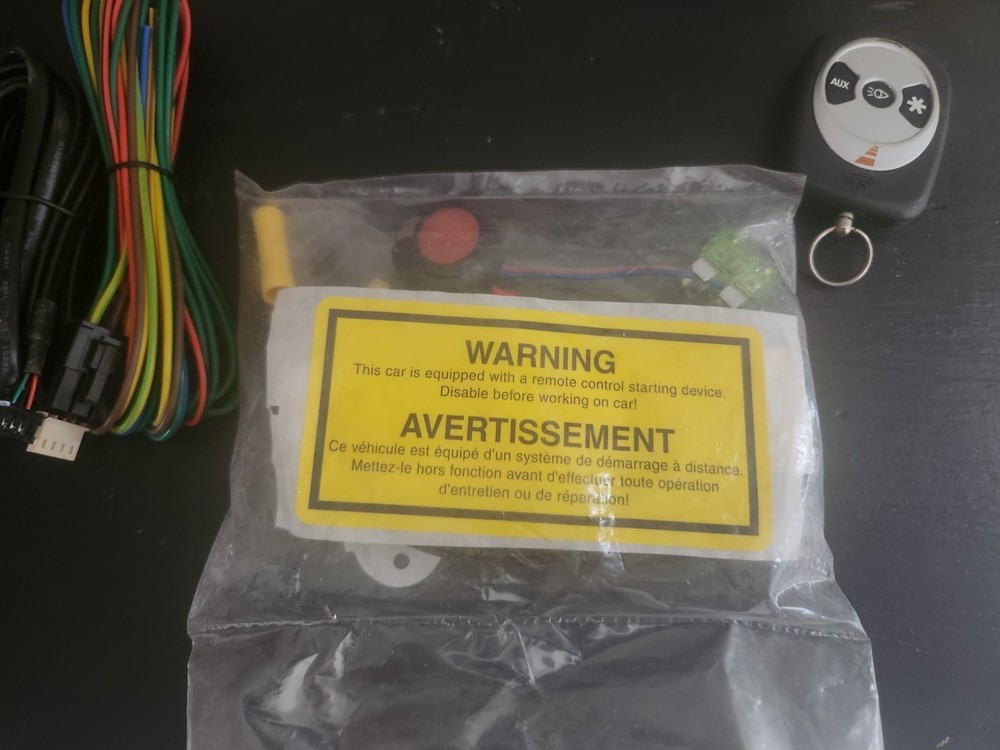 AUX
WARNING
This car is equipped with a remote control starting device.
Disable before working on car!
AVERTISSEMENT
Ce véhicule est équipé d'un système de démarrage à distance.
Mettez-le hors fonction avant d'effectuer toute opération
d'entretien ou de réparation!